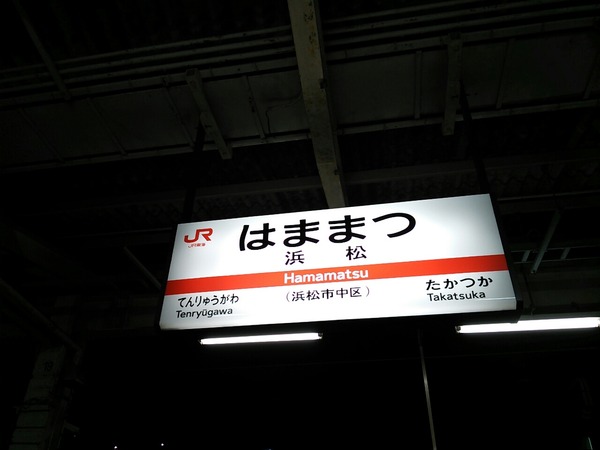 JR
JR東海
はままつ
浜松
Hamamatsu
(浜松市中区)
てんりゅうがわ
Tenryūgawa
たかつか
Takatsuka